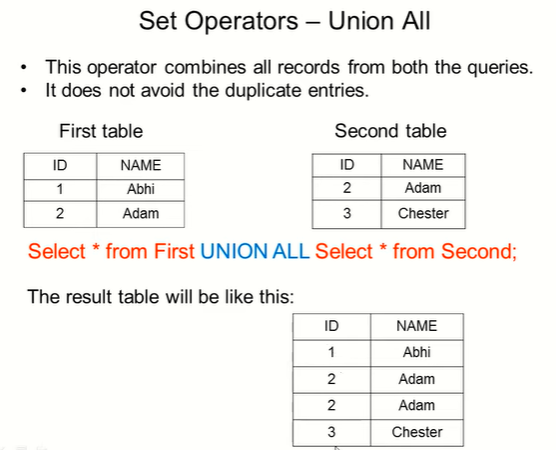 Set Operators – Union All
• This operator combines all records from both the queries.
• It does not avoid the duplicate entries.
First table
Second table
ID NAME
1 Abhi
2 Adam
ID NAME
2 Adam
3 Chester
Select * from First UNION ALL Select * from Second;
The result table will be like this:
ID NAME
1 Abhi
2 Adam
2 Adam
3 Chester